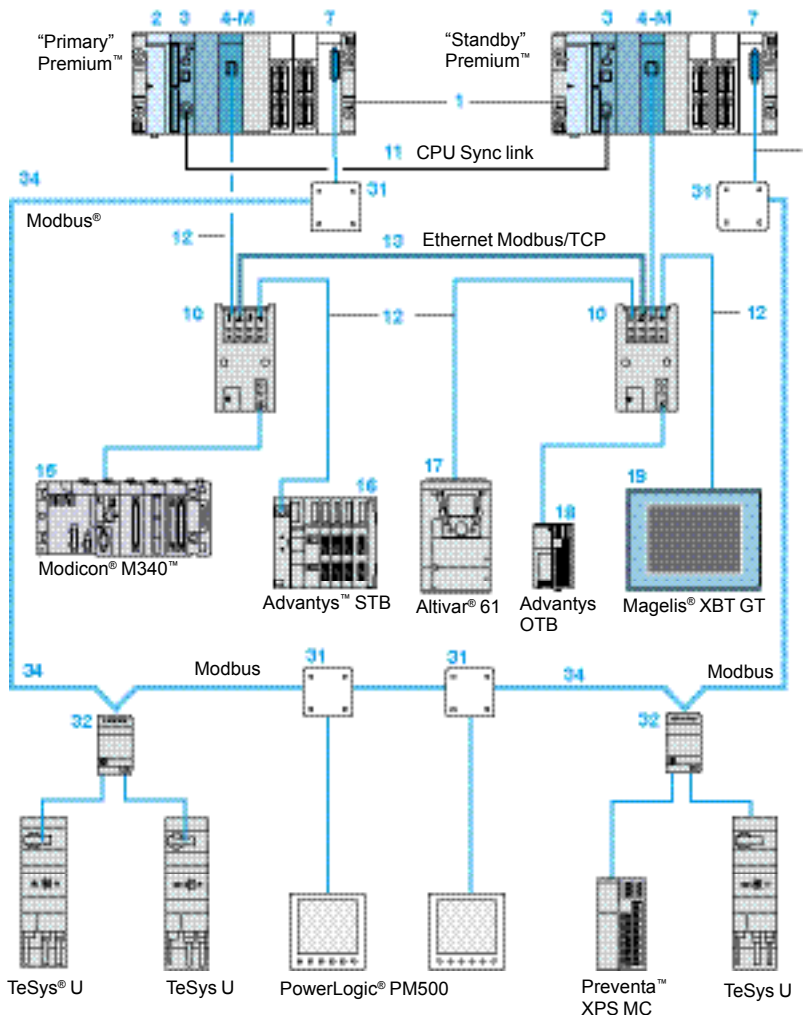 2 3 4-M 7 3 4-M 7
“Primary”
Premium™
“Standby”
Premium™
1
11 CPU Sync link
34
31
31
Modbus®
12
13 Ethernet Modbus/TCP
10
12
10
12
15
16
17
18
19
Modicon® M340™
Advantys™ STB
Altivar® 61
Advantys
OTB
Magelis® XBT GT
34
Modbus
31
31
34
Modbus
32
32
TeSys® U
TeSys U
PowerLogic® PM500
Preventa™
XPS MC
TeSys U